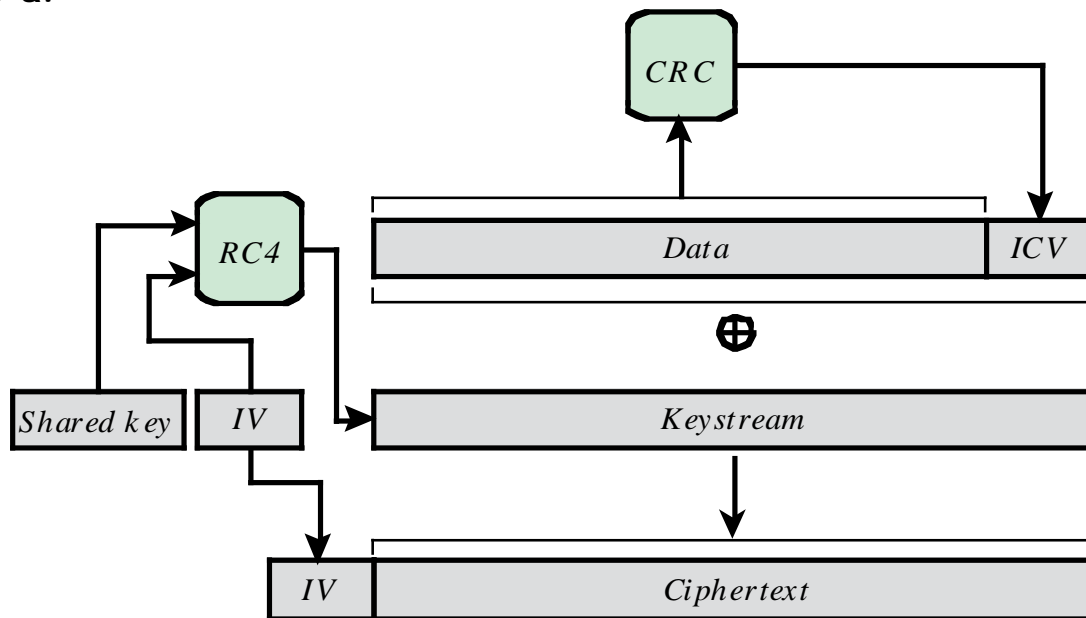 CRC
RC4
Data
ICV
Shared key
IV
Keystream
IV
Ciphertext